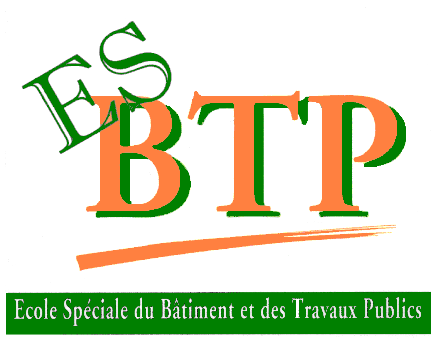 ES
BTP
Ecole Spéciale du Bâtiment et des Travaux Publics